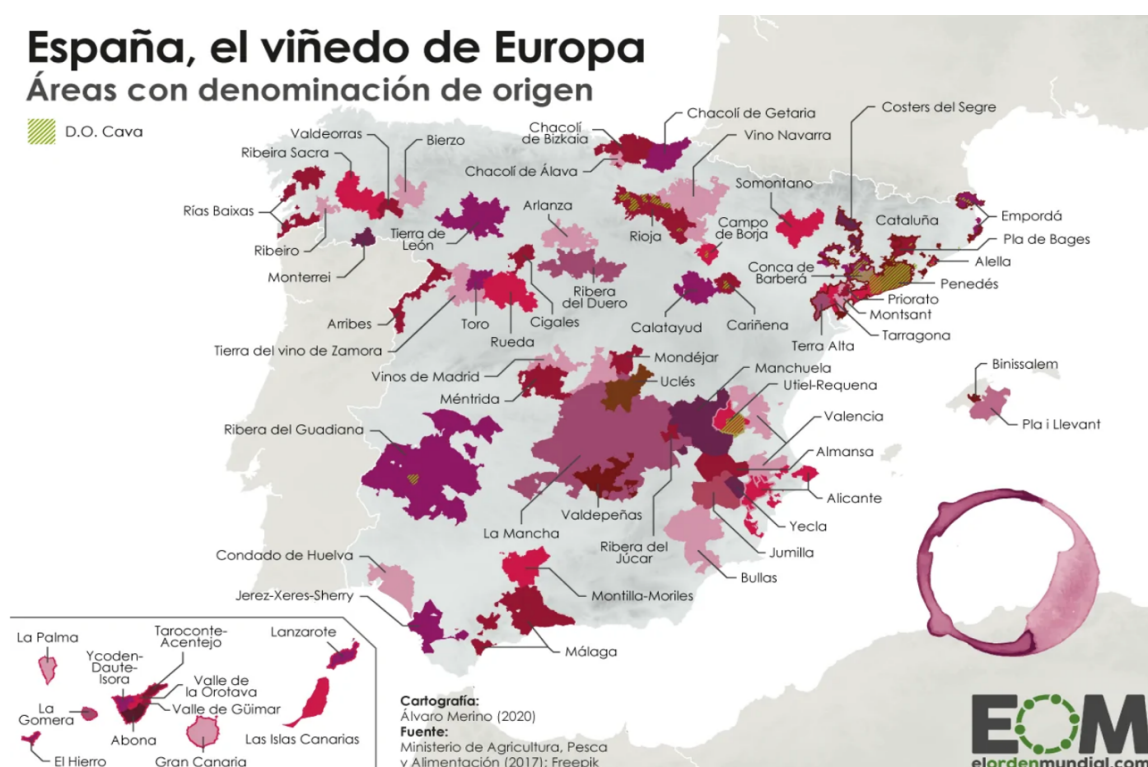 España, el viñedo de Europa
Áreas con denominación de origen
D.O. Cava
Valdeorras
Bierzo
Ribeira Sacra
Rías Baixas
Ribeiro
Monterrei
Tierra de
León
Arribes
Tierra del vino de Zamora
Toro
Rueda
Cigales
Arlanza
Ribera
del Duero
Chacolí
de Bizkaia
Chacolí de Getaria
Chacolí de Álava
Vino Navarra
Rioja
Campo
de Borja
Somontano
Costers del Segre
Cataluña
Empordá
Pla de Bages
Alella
Conca de
Barberá
Penedés
Priorato
Montsant
Tarragona
Terra Alta
Calatayud
Cariñena
Vinos de Madrid
Méntrida
Mondéjar
Uclés
Manchuela
Utiel-Requena
Valencia
Almansa
Alicante
Yecla
Jumilla
Bullas
Binissalem
Pla i Llevant
Ribera del Guadiana
La Mancha
Valdepeñas
Ribera del
Júcar
Condado de Huelva
Jerez-Xeres-Sherry
Montilla-Moriles
Málaga
La Palma
Ycoden-
Daute-
Isora
Taroconte-
Acentejo
Lanzarote
Valle de
la Orotava
Valle de Güimar
La
Gomera
Abona
El Hierro
Gran Canaria
Las Islas Canarias
Cartografía:
Álvaro Merino (2020)
Fuente:
Ministerio de Agricultura, Pesca
y Alimentación (2017); Freepik
EOM
elordenmundial.com